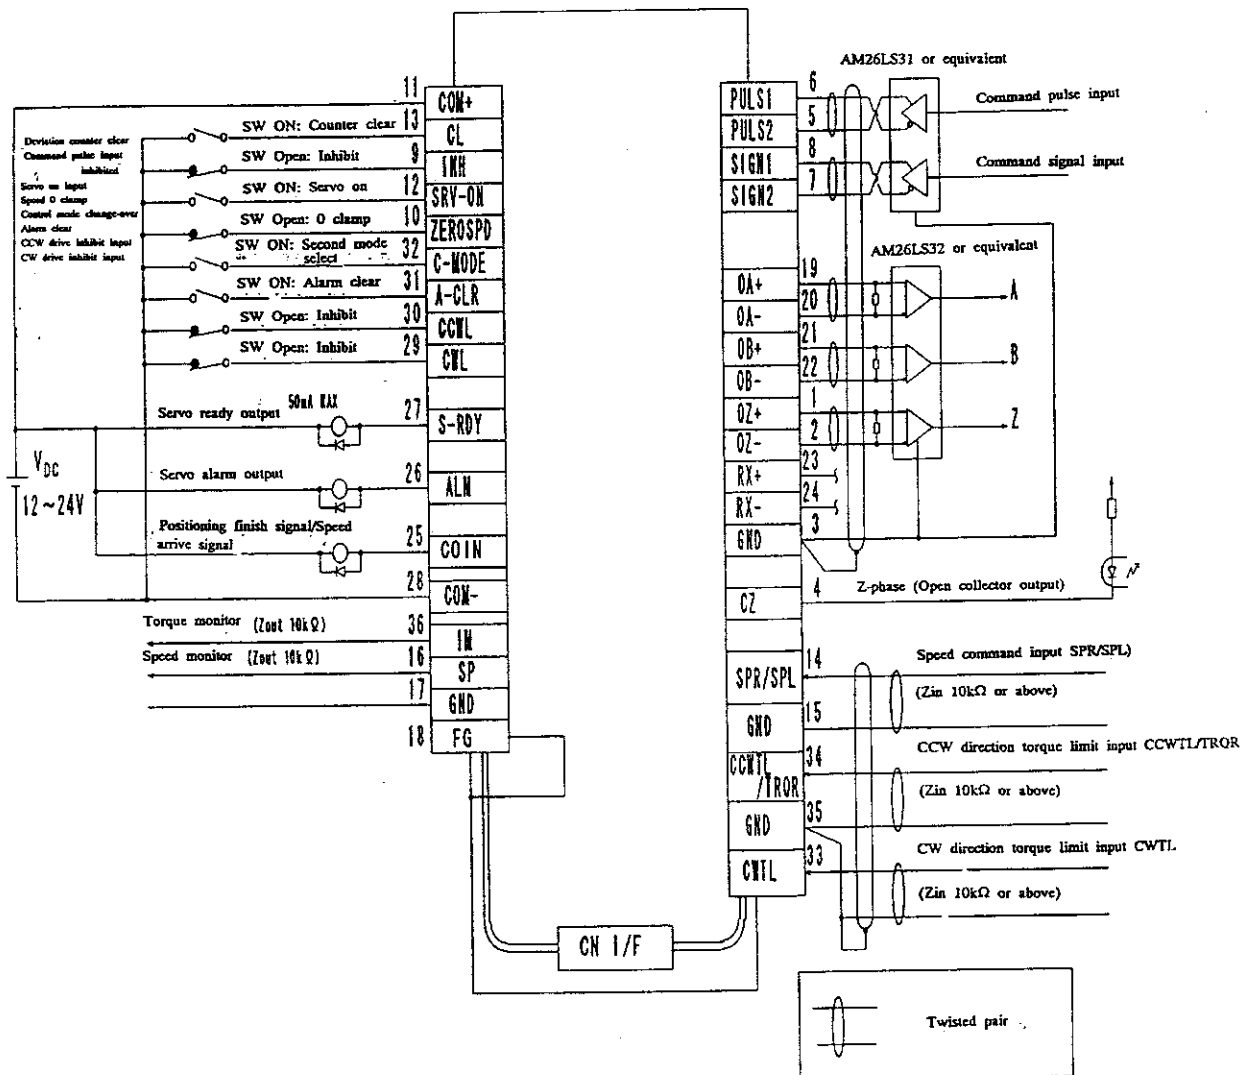 AM26LS31 or equivalent
11 COM+
SW ON: Counter clear 13 CL
SW Open: Inhibit 9 INH
SW ON: Servo on 12 SRV-ON
SW Open: 0 clamp 10 ZEROSPD
SW ON: Second mode select 32 C-MODE
SW ON: Alarm clear 31 A-CLR
SW Open: Inhibit 30 CCWL
SW Open: Inhibit 29 CWL
Deviation counter clear
Command pulse input
inhibited
Servo on input
Speed 0 clamp
Control mode change-over
Alarm clear
CCW drive inhibit input
CW drive inhibit input
Servo ready output 50mA MAX 27 S-RDY
VDC
12~24V
Servo alarm output 26 ALM
Positioning finish signal/Speed
arrive signal 25 COIN
28 COM-
Torque monitor (Zout 10kΩ) 36 IM
Speed monitor (Zout 10kΩ) 16 SP
17 GND
18 FG
CN I/F
PULS1 6 Command pulse input
PULS2 5
SIGN1 8 Command signal input
SIGN2 7
AM26LS32 or equivalent
OA+ 19 A
OA- 20
OB+ 21 B
OB- 22
OZ+ 1 Z
OZ- 2
RX+ 23
RX- 24
GND 3
CZ 4 Z-phase (Open collector output)
SPR/SPL 14 Speed command input SPR/SPL)
(Zin 10kΩ or above)
GND 15
CCWTL
/TRQR 34 CCW direction torque limit input CCWTL/TRQR
(Zin 10kΩ or above)
GND 35
CWTL 33 CW direction torque limit input CWTL
(Zin 10kΩ or above)
Twisted pair